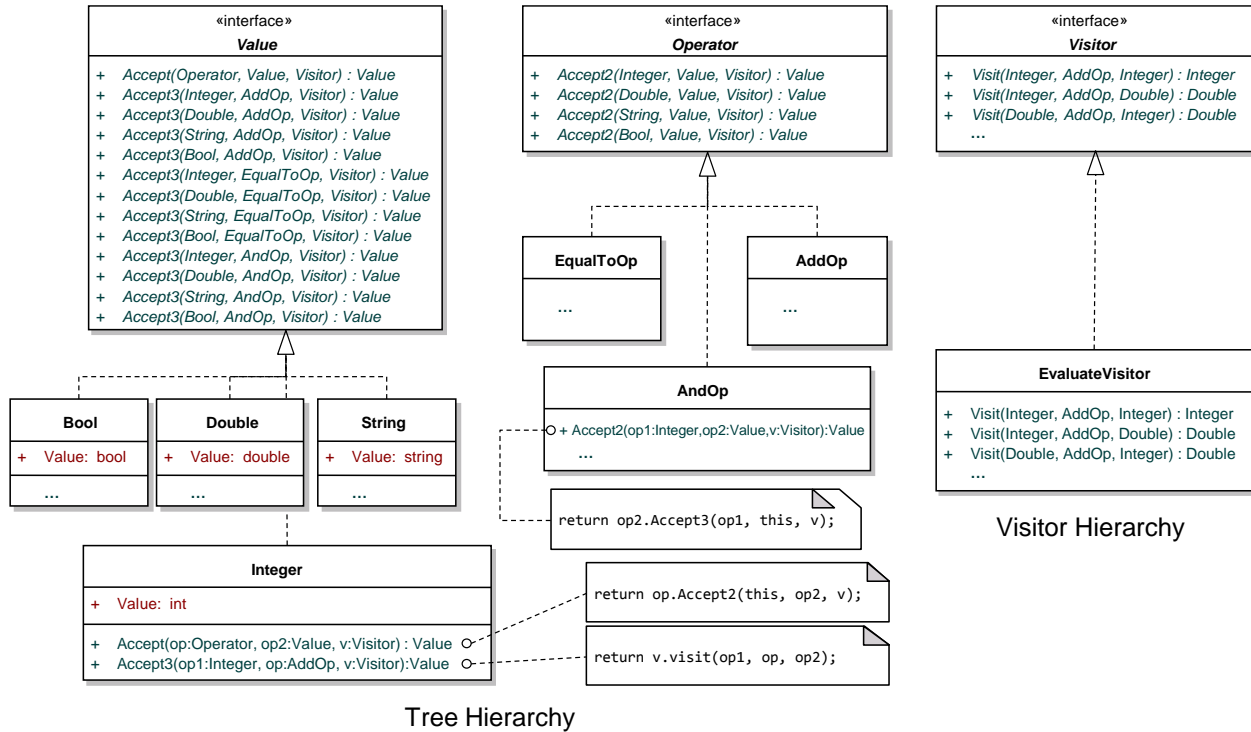 «interface»
Value
+ Accept(Operator, Value, Visitor) : Value
+ Accept3(Integer, AddOp, Visitor) : Value
+ Accept3(Double, AddOp, Visitor) : Value
+ Accept3(String, AddOp, Visitor) : Value
+ Accept3(Bool, AddOp, Visitor) : Value
+ Accept3(Integer, EqualToOp, Visitor) : Value
+ Accept3(Double, EqualToOp, Visitor) : Value
+ Accept3(String, EqualToOp, Visitor) : Value
+ Accept3(Bool, EqualToOp, Visitor) : Value
+ Accept3(Integer, AndOp, Visitor) : Value
+ Accept3(Double, AndOp, Visitor) : Value
+ Accept3(String, AndOp, Visitor) : Value
+ Accept3(Bool, AndOp, Visitor) : Value
«interface»
Operator
+ Accept2(Integer, Value, Visitor) : Value
+ Accept2(Double, Value, Visitor) : Value
+ Accept2(String, Value, Visitor) : Value
+ Accept2(Bool, Value, Visitor) : Value
«interface»
Visitor
+ Visit(Integer, AddOp, Integer) : Integer
+ Visit(Integer, AddOp, Double) : Double
+ Visit(Double, AddOp, Integer) : Double
...
EqualToOp
...
AddOp
...
Bool
+ Value: bool
...
Double
+ Value: double
...
String
+ Value: string
...
AndOp
+ Accept2(op1:Integer,op2:Value,v:Visitor):Value
...
return op2.Accept3(op1, this, v);
EvaluateVisitor
+ Visit(Integer, AddOp, Integer) : Integer
+ Visit(Integer, AddOp, Double) : Double
+ Visit(Double, AddOp, Integer) : Double
...
Visitor Hierarchy
Integer
+ Value: int
+ Accept(op:Operator, op2:Value, v:Visitor) : Value
+ Accept3(op1:Integer, op:AddOp, v:Visitor):Value
return op.Accept2(this, op2, v);
return v.visit(op1, op, op2);
Tree Hierarchy